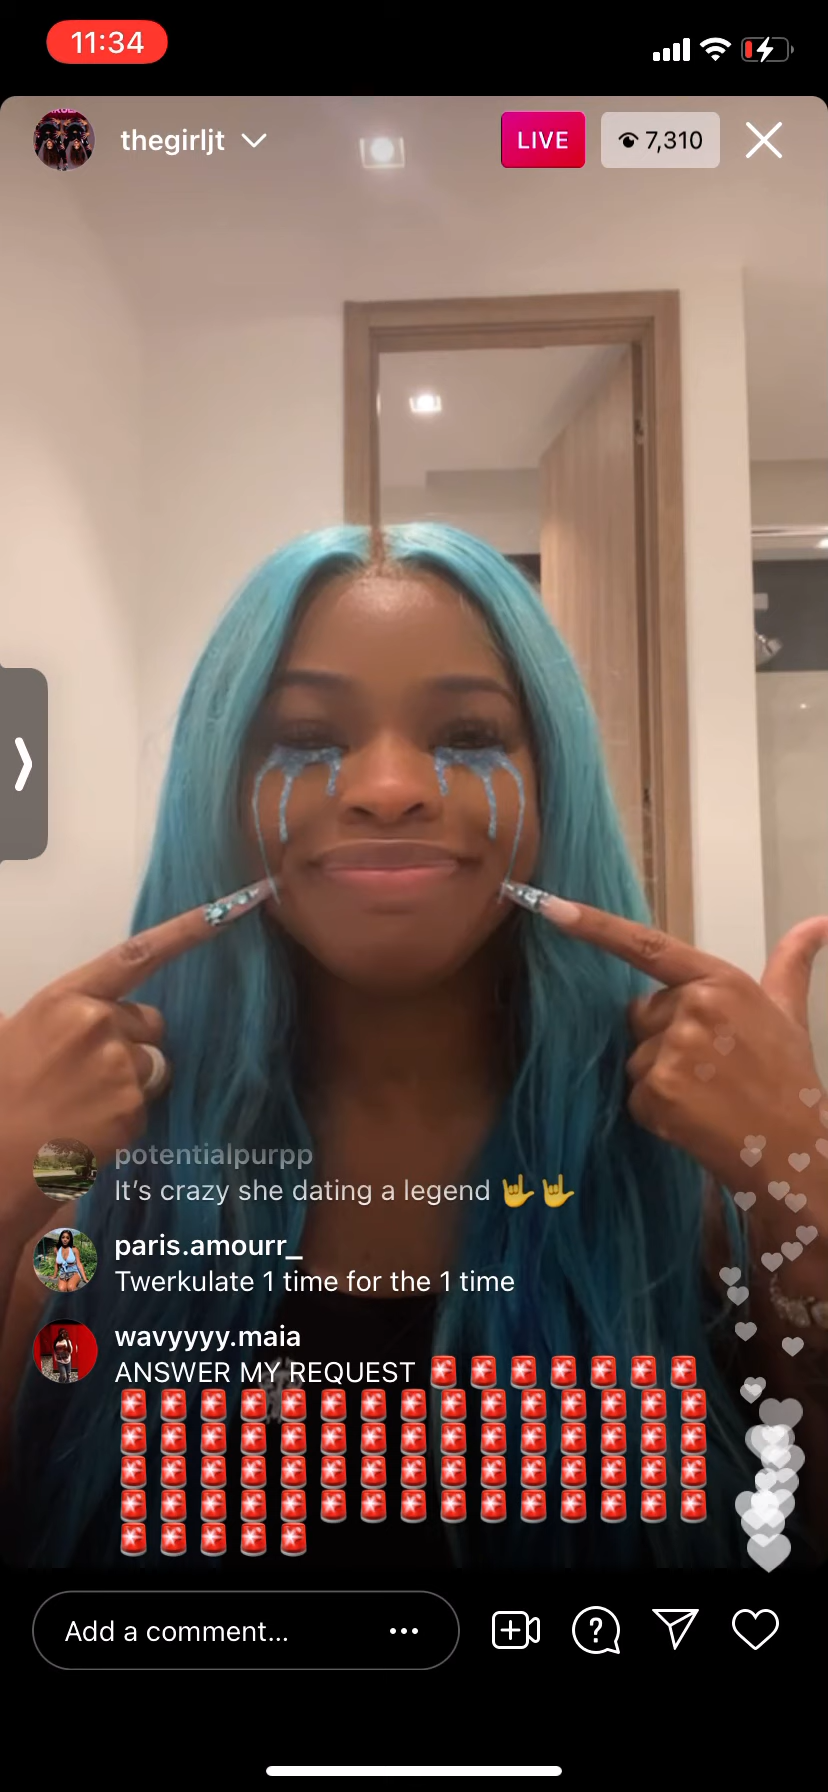 11:34
thegirljt
LIVE
7,310
potentialpurpp
It's crazy she dating a legend 🤟🤟
paris.amourr_
Twerkulate 1 time for the 1 time
wavyyyy.maia
ANSWER MY REQUEST 🚨🚨🚨🚨🚨🚨🚨
🚨🚨🚨🚨🚨🚨🚨🚨🚨🚨🚨🚨🚨🚨🚨
🚨🚨🚨🚨🚨🚨🚨🚨🚨🚨🚨🚨🚨🚨🚨
🚨🚨🚨🚨🚨🚨🚨🚨🚨🚨🚨🚨🚨🚨🚨
🚨🚨🚨🚨🚨🚨🚨🚨🚨🚨🚨🚨🚨🚨🚨
🚨🚨🚨🚨🚨
Add a comment...